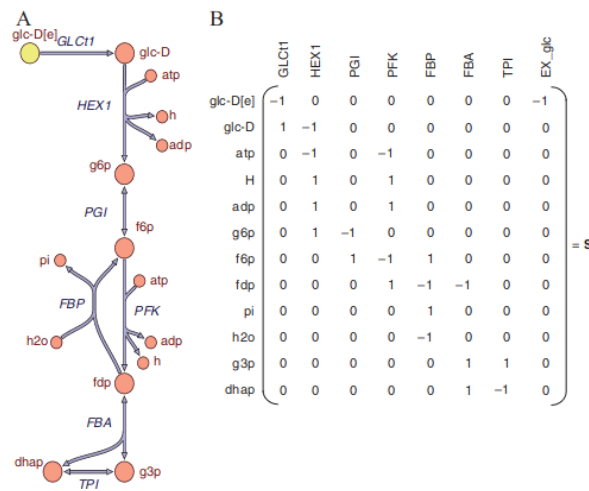 A
glc-D[e]
GLCt1
glc-D
atp
HEX1
h
adp
g6p
PGI
f6p
pi
atp
FBP
PFK
h2o
adp
h
fdp
FBA
dhap
g3p
TPI
B
GLCt1 HEX1 PGI PFK FBP FBA TPI EX_glc
glc-D[e] −1 0 0 0 0 0 0 −1
glc-D 1 −1 0 0 0 0 0 0
atp 0 −1 0 −1 0 0 0 0
H 0 1 0 1 0 0 0 0
adp 0 1 0 1 0 0 0 0
g6p 0 1 −1 0 0 0 0 0
f6p 0 0 1 −1 1 0 0 0
fdp 0 0 0 1 −1 −1 0 0
pi 0 0 0 0 1 0 0 0
h2o 0 0 0 0 −1 0 0 0
g3p 0 0 0 0 0 1 1 0
dhap 0 0 0 0 0 1 −1 0
= S